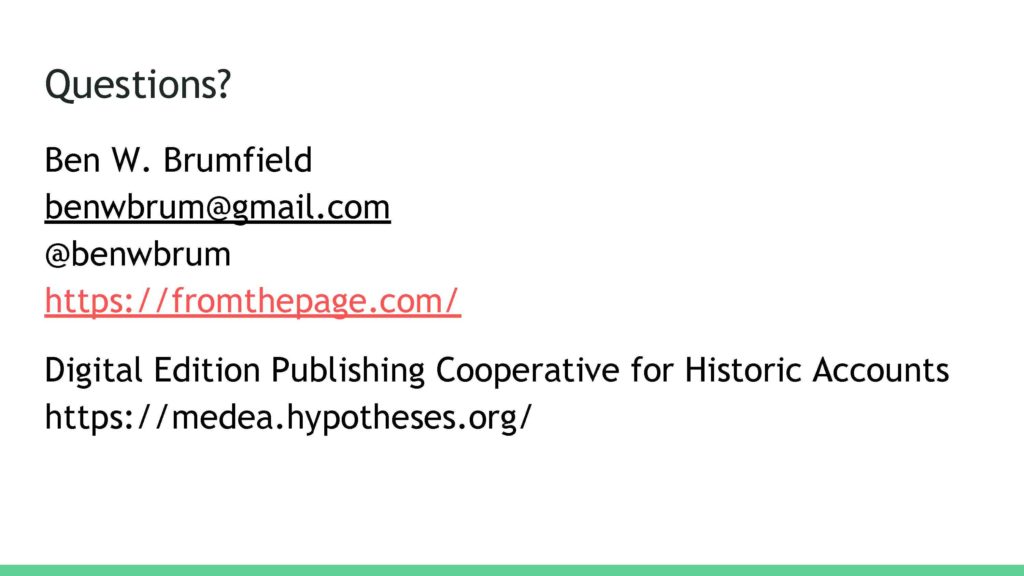 Questions?
Ben W. Brumfield
benwbrum@gmail.com
@benwbrum
https://fromthepage.com/
Digital Edition Publishing Cooperative for Historic Accounts
https://medea.hypotheses.org/